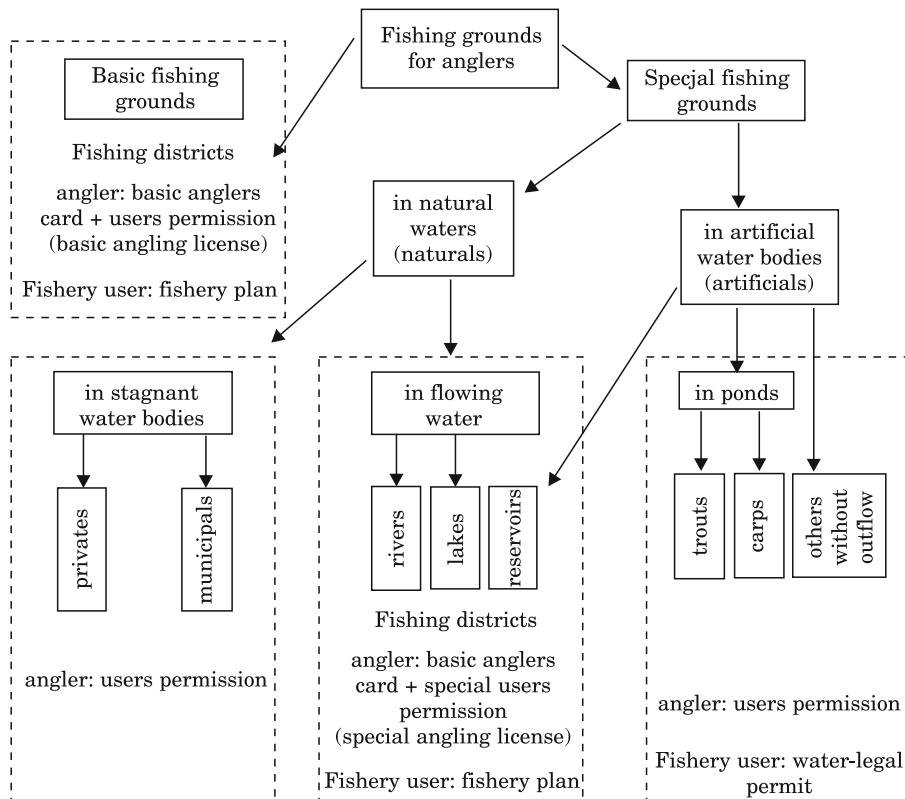 Fishing grounds
for anglers
Basic fishing
grounds
Fishing districts
angler: basic anglers
card + users permission
(basic angling license)
Fishery user: fishery plan
Specjal fishing
grounds
in natural
waters
(naturals)
in artificial
water bodies
(artificials)
in stagnant
water bodies
privates
municipals
angler: users permission
in flowing
water
rivers
lakes
reservoirs
Fishing districts
angler: basic anglers
card + special users
permission
(special angling license)
Fishery user: fishery plan
in ponds
trouts
carps
others
without
outflow
angler: users permission
Fishery user: water-legal
permit